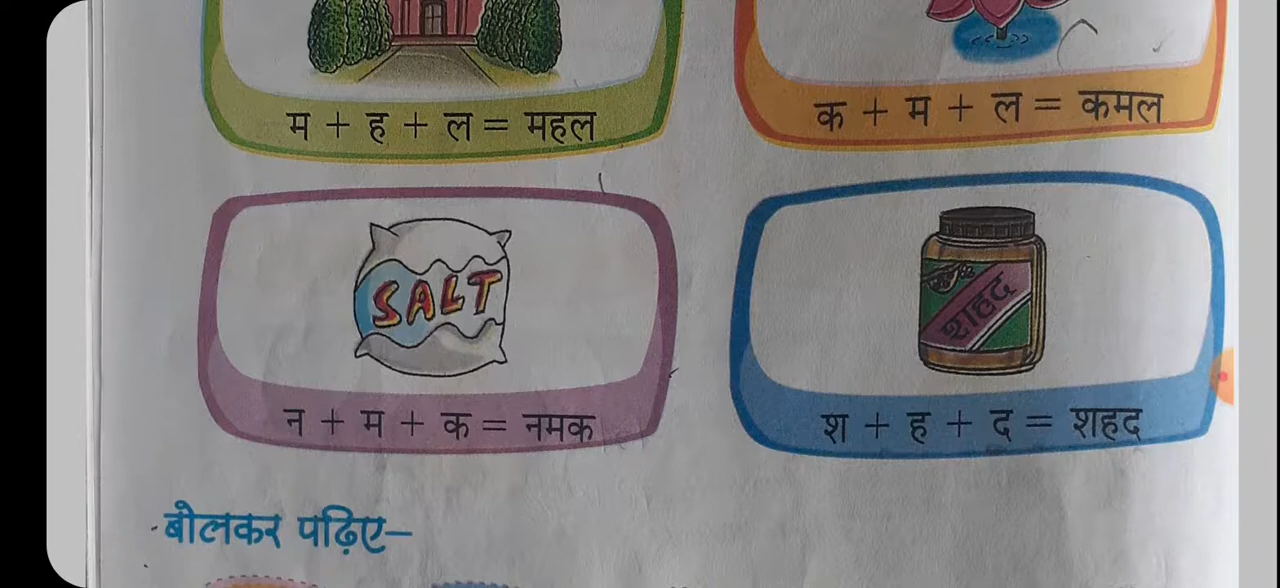 म + ह + ल = महल
क + म + ल = कमल
SALT
शहद
न + म + क = नमक
श + ह + द = शहद
बोलकर पढ़िए–